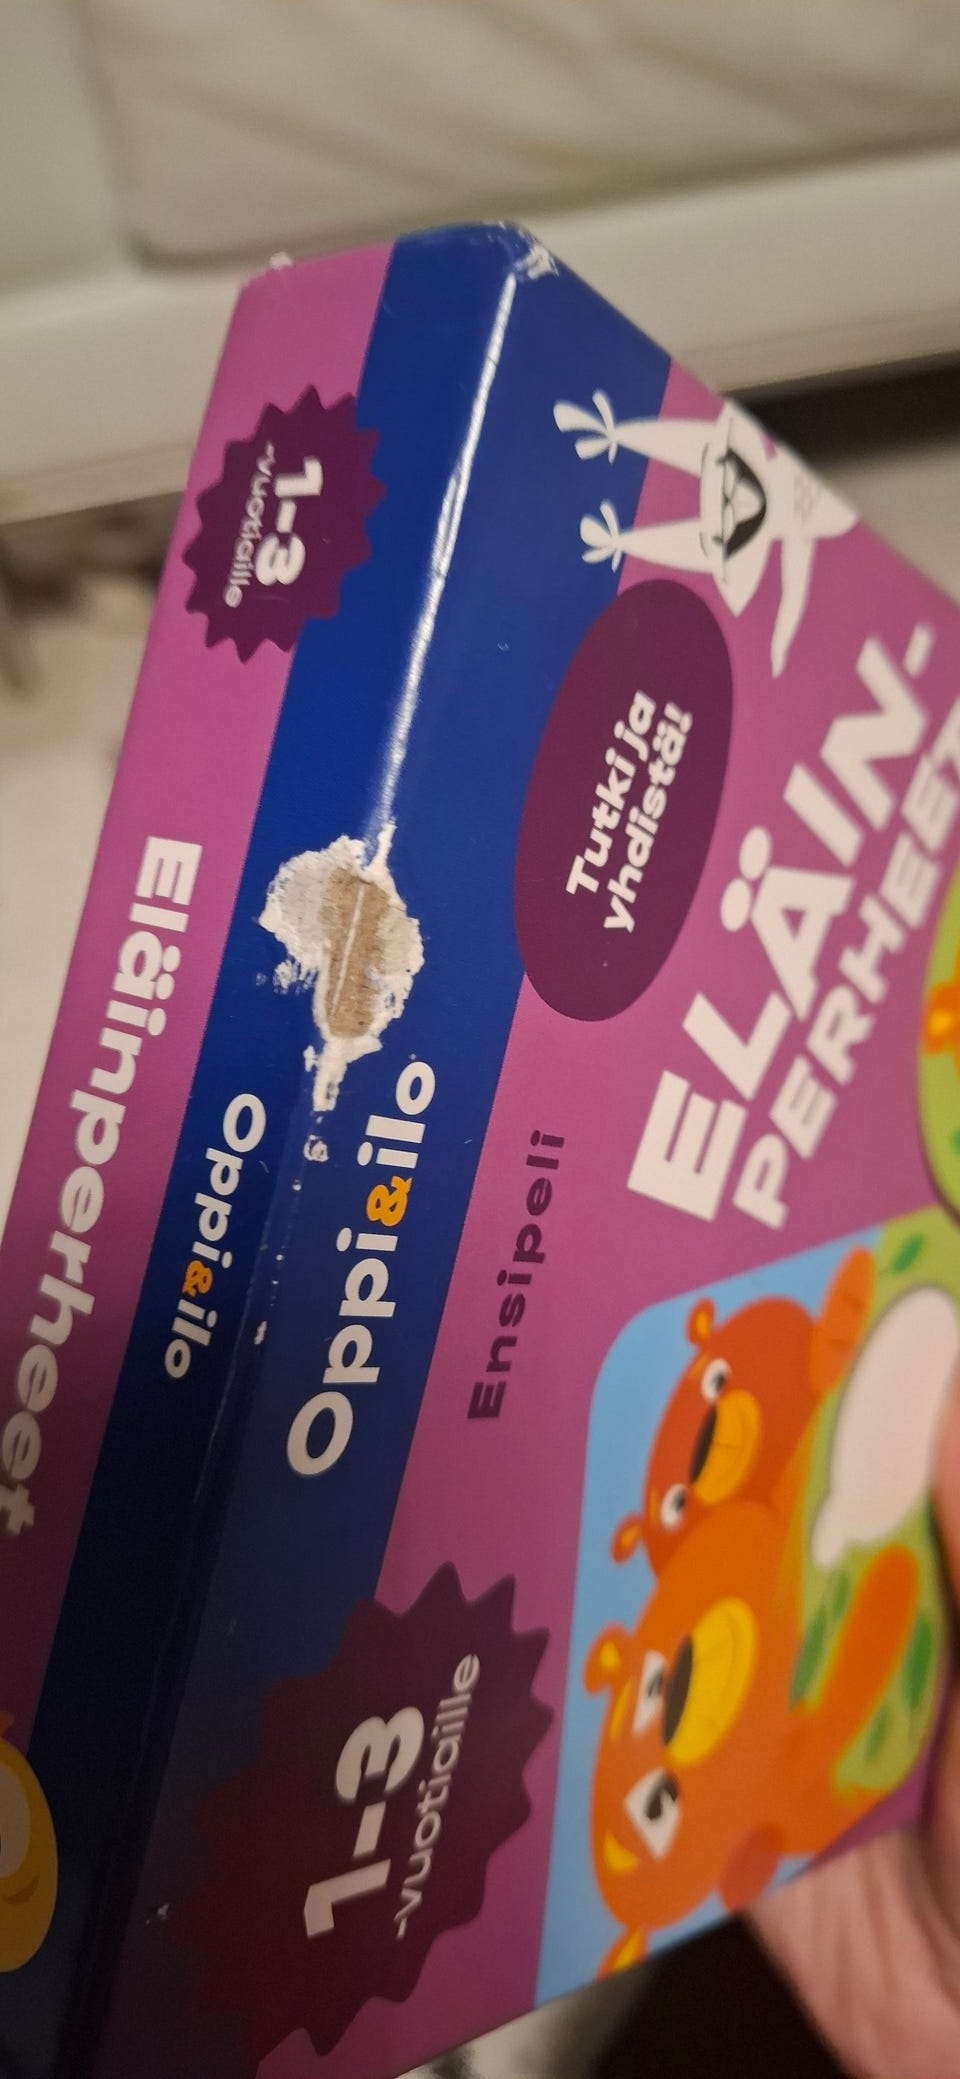 1-3
-vuotiaille
Eläinperheet
Oppi&ilo
Oppi&ilo
1-3
-vuotiaille
Ensipeli
Tutki ja
yhdistä!
ELÄIN-
PERHEET